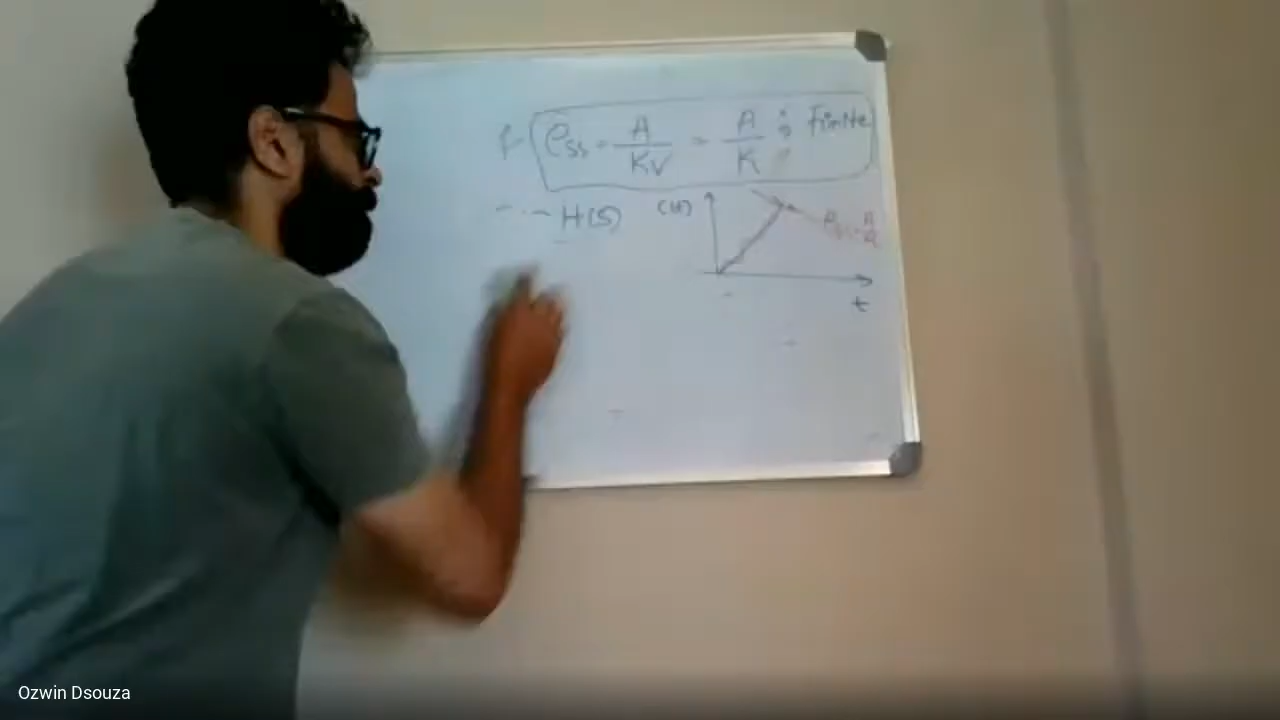 ess = A/Kv = A/K ; finite
H(S)
t
Ozwin Dsouza